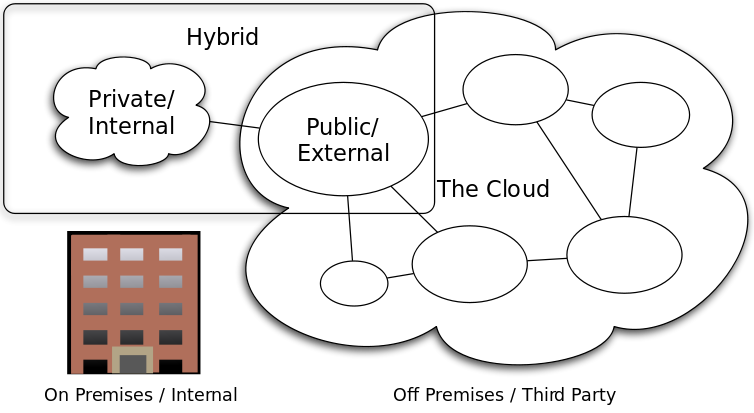 Hybrid
Private/
Internal
Public/
External
The Cloud
On Premises / Internal
Off Premises / Third Party